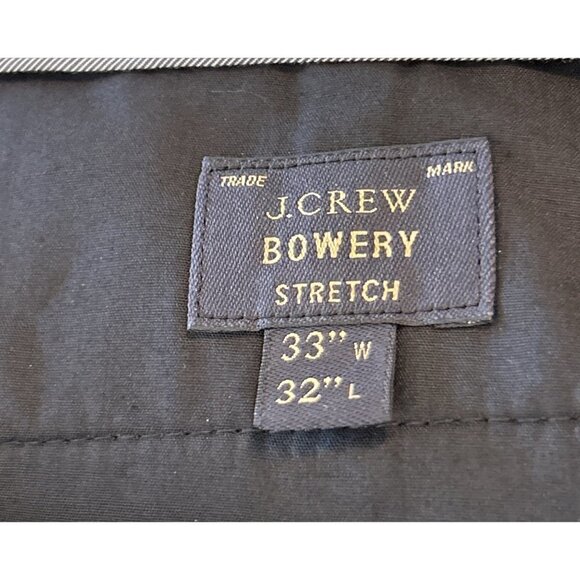 TRADE MARK
J.CREW
BOWERY
STRETCH
33” W
32” L